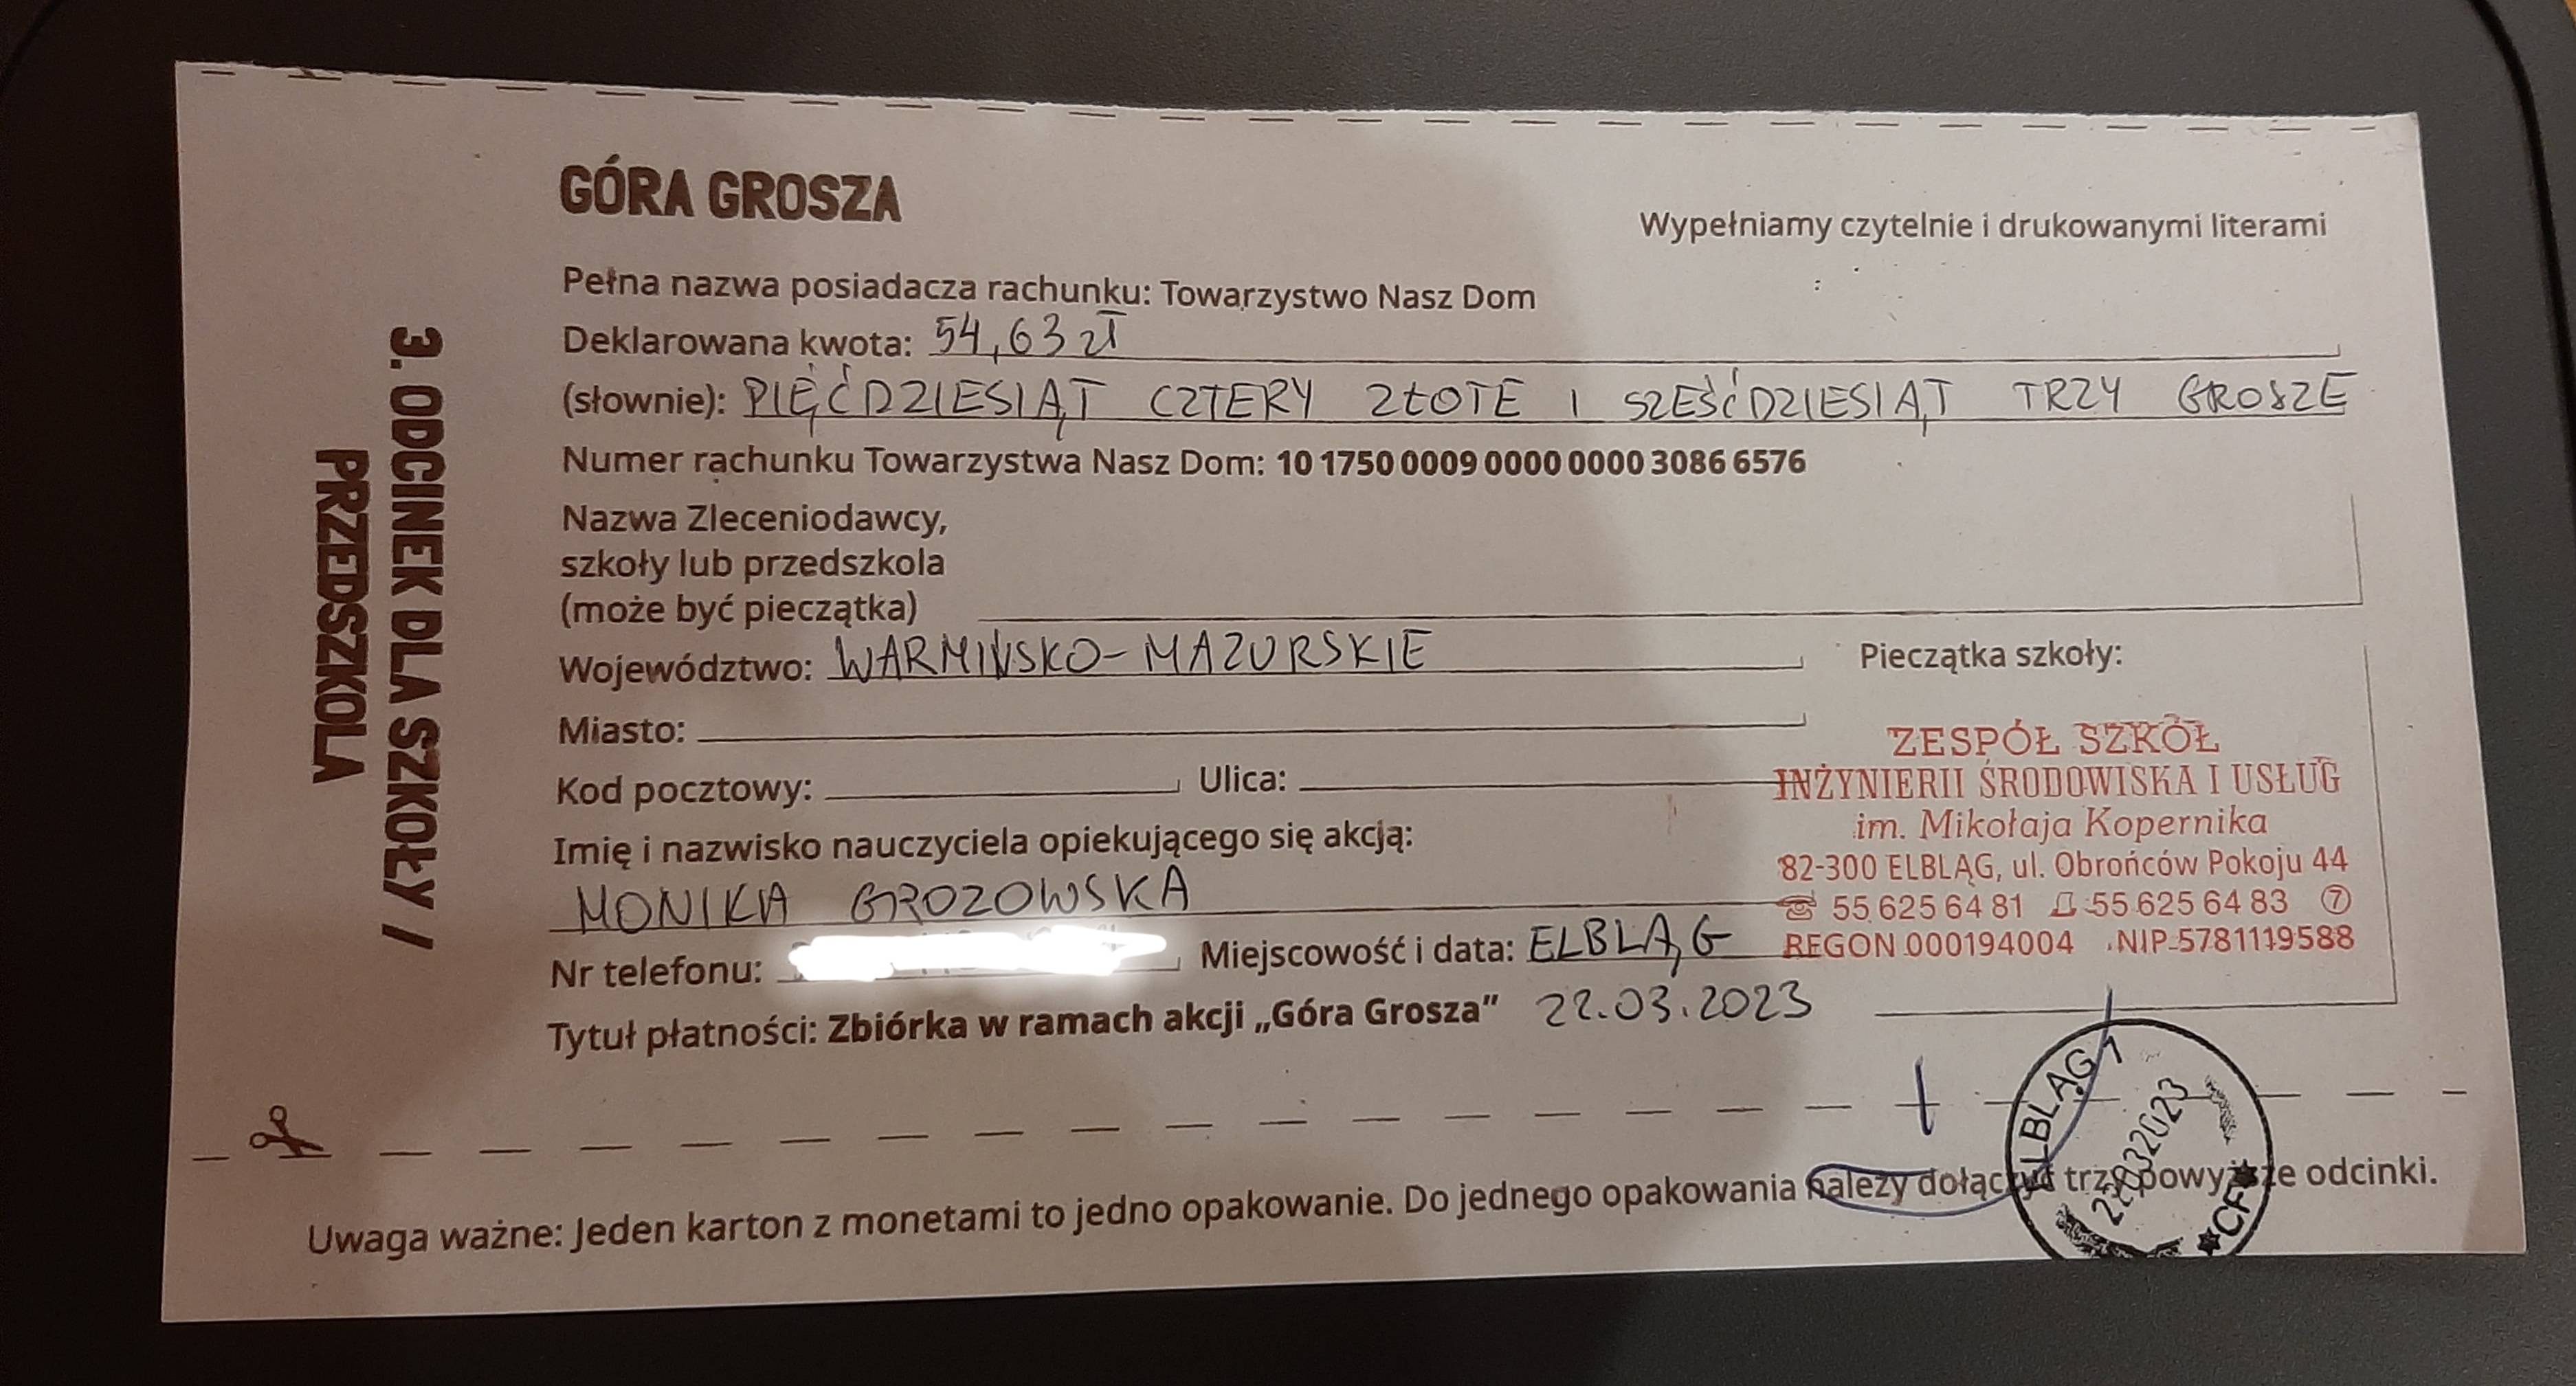 GÓRA GROSZA
Wypełniamy czytelnie i drukowanymi literami
3. ODCINEK DLA SZKOŁY /
PRZEDSZKOLA
Pełna nazwa posiadacza rachunku: Towarzystwo Nasz Dom
Deklarowana kwota: 54,63 zł
(słownie): PIĘĆDZIESIĄT CZTERY ZŁOTE I SZEŚĆDZIESIĄT TRZY GROSZE
Numer rachunku Towarzystwa Nasz Dom: 10 1750 0009 0000 0000 3086 6576
Nazwa Zleceniodawcy,
szkoły lub przedszkola
(może być pieczątka)
Województwo: WARMIŃSKO-MAZURSKIE
Pieczątka szkoły:
Miasto:
Kod pocztowy: Ulica:
Imię i nazwisko nauczyciela opiekującego się akcją:
MONIKA GROZOWSKA
Nr telefonu: Miejscowość i data: ELBLĄG
Tytuł płatności: Zbiórka w ramach akcji „Góra Grosza” 22.03.2023
ZESPÓŁ SZKÓŁ
INŻYNIERII ŚRODOWISKA I USŁUG
im. Mikołaja Kopernika
82-300 ELBLĄG, ul. Obrońców Pokoju 44
☎ 55 625 64 81 55 625 64 83 ⑦
REGON 000194004 NIP 5781119588
ELBLĄG 1
22032023
Uwaga ważne: Jeden karton z monetami to jedno opakowanie. Do jednego opakowania należy dołączyć trzy powyższe odcinki.